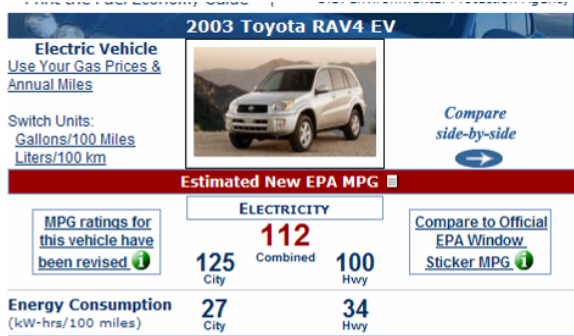 2003 Toyota RAV4 EV
Electric Vehicle
Use Your Gas Prices &
Annual Miles
Switch Units:
Gallons/100 Miles
Liters/100 km
Compare
side-by-side
Estimated New EPA MPG
MPG ratings for
this vehicle have
been revised i
ELECTRICITY
112
Combined
125
City
100
Hwy
Compare to Official
EPA Window
Sticker MPG i
Energy Consumption
(kW-hrs/100 miles)
27
City
34
Hwy